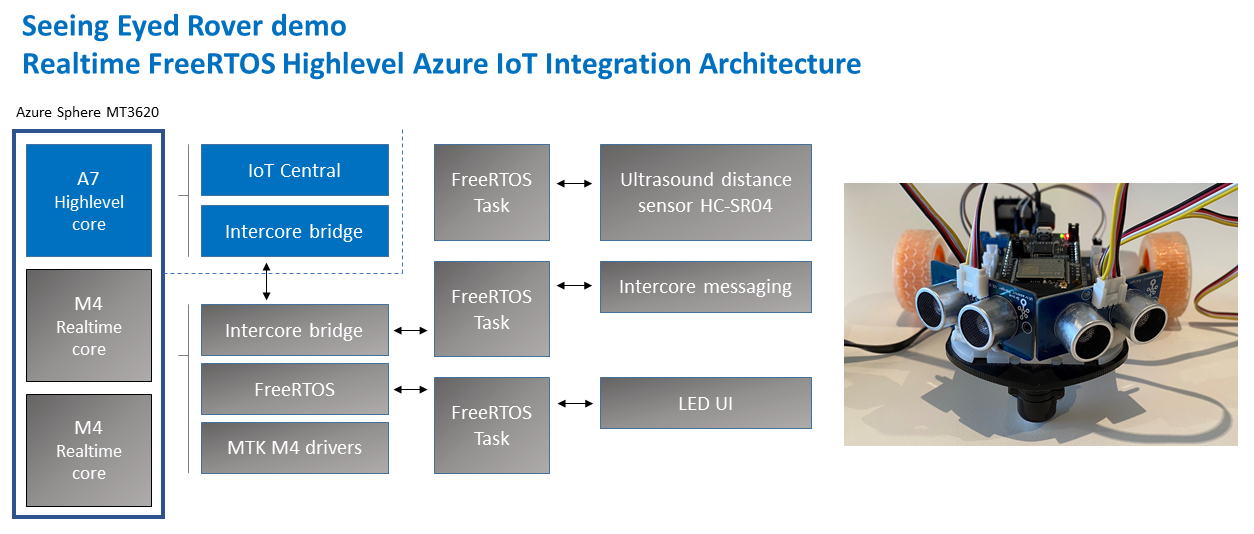 Seeing Eyed Rover demo
Realtime FreeRTOS Highlevel Azure IoT Integration Architecture
Azure Sphere MT3620
A7
Highlevel
core
M4
Realtime
core
M4
Realtime
core
IoT Central
Intercore bridge
Intercore bridge
FreeRTOS
MTK M4 drivers
FreeRTOS
Task
FreeRTOS
Task
FreeRTOS
Task
Ultrasound distance
sensor HC-SR04
Intercore messaging
LED UI